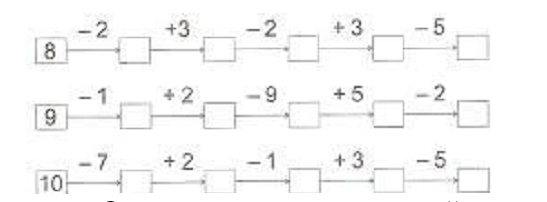 - 2 +3 - 2 + 3 - 5
8
- 1 + 2 - 9 + 5 - 2
9
- 7 + 2 - 1 + 3 - 5
10